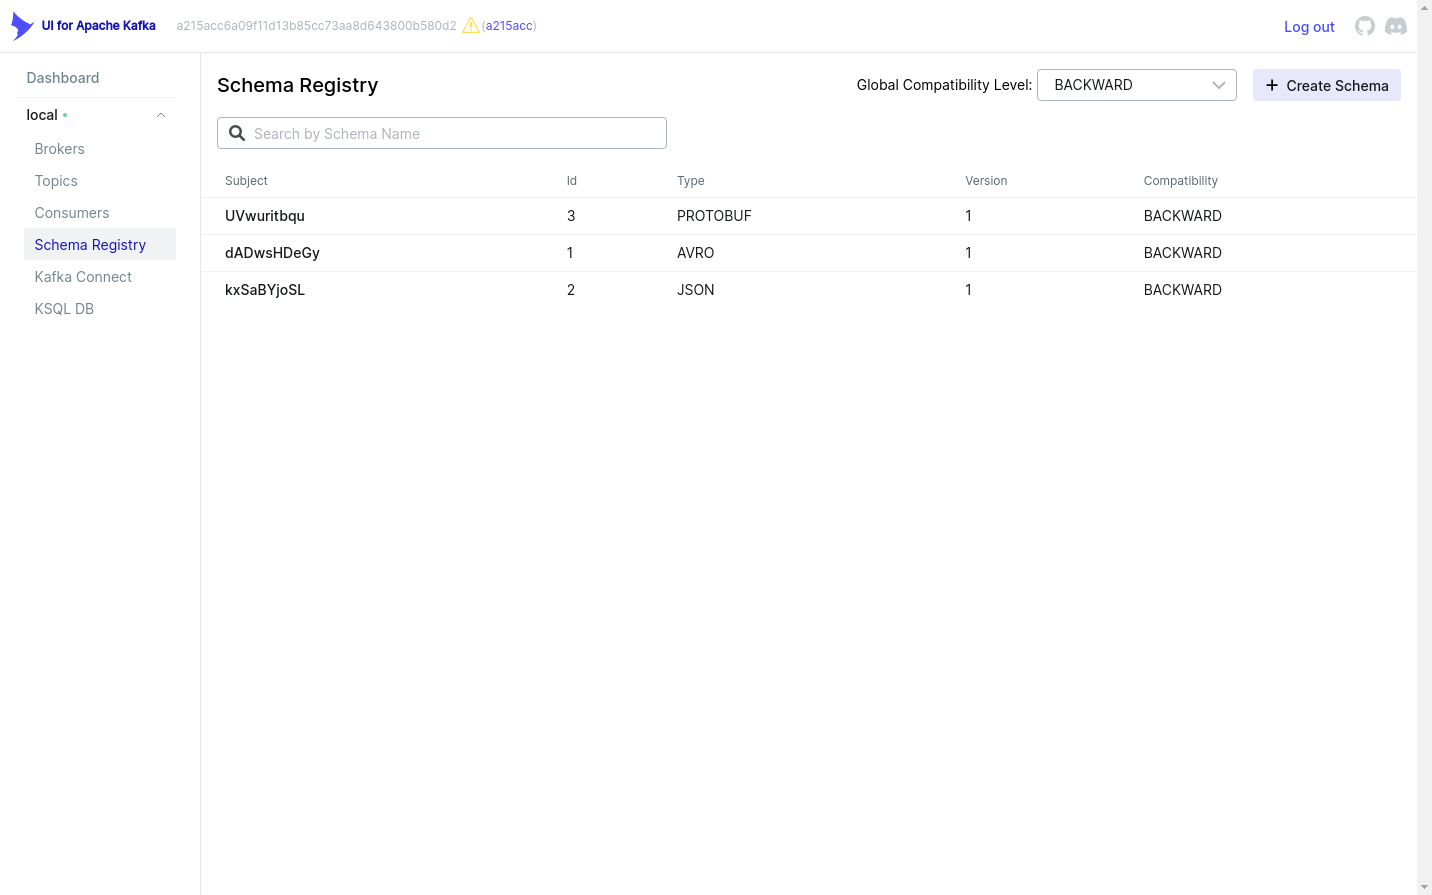 UI for Apache Kafka a215acc6a09f11d13b85cc73aa8d643800b580d2 (a215acc) Log out
Dashboard
local
Brokers
Topics
Consumers
Schema Registry
Kafka Connect
KSQL DB
Schema Registry Global Compatibility Level: BACKWARD Create Schema
Search by Schema Name
Subject Id Type Version Compatibility
UVwuritbqu 3 PROTOBUF 1 BACKWARD
dADwsHDeGy 1 AVRO 1 BACKWARD
kxSaBYjoSL 2 JSON 1 BACKWARD